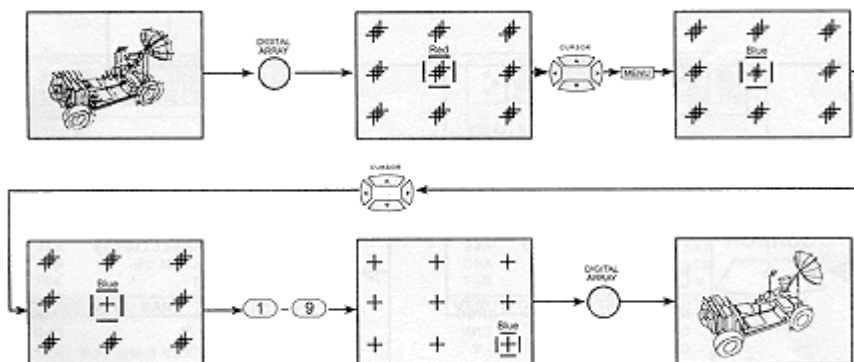 DIGITAL
ARRAY
Red
CURSOR
MENU
Blue
CURSOR
Blue
1 - 9
Blue
DIGITAL
ARRAY